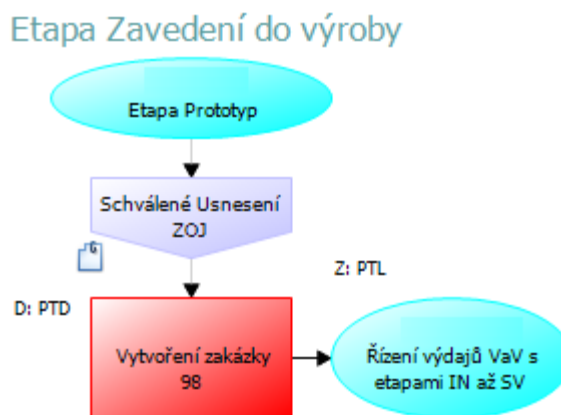 Etapa Zavedení do výroby
Etapa Prototyp
Schválené Usnesení
ZOJ
G
Z: PTL
D: PTD
Vytvoření zakázky
98
Řízení výdajů VaV s
etapami IN až SV